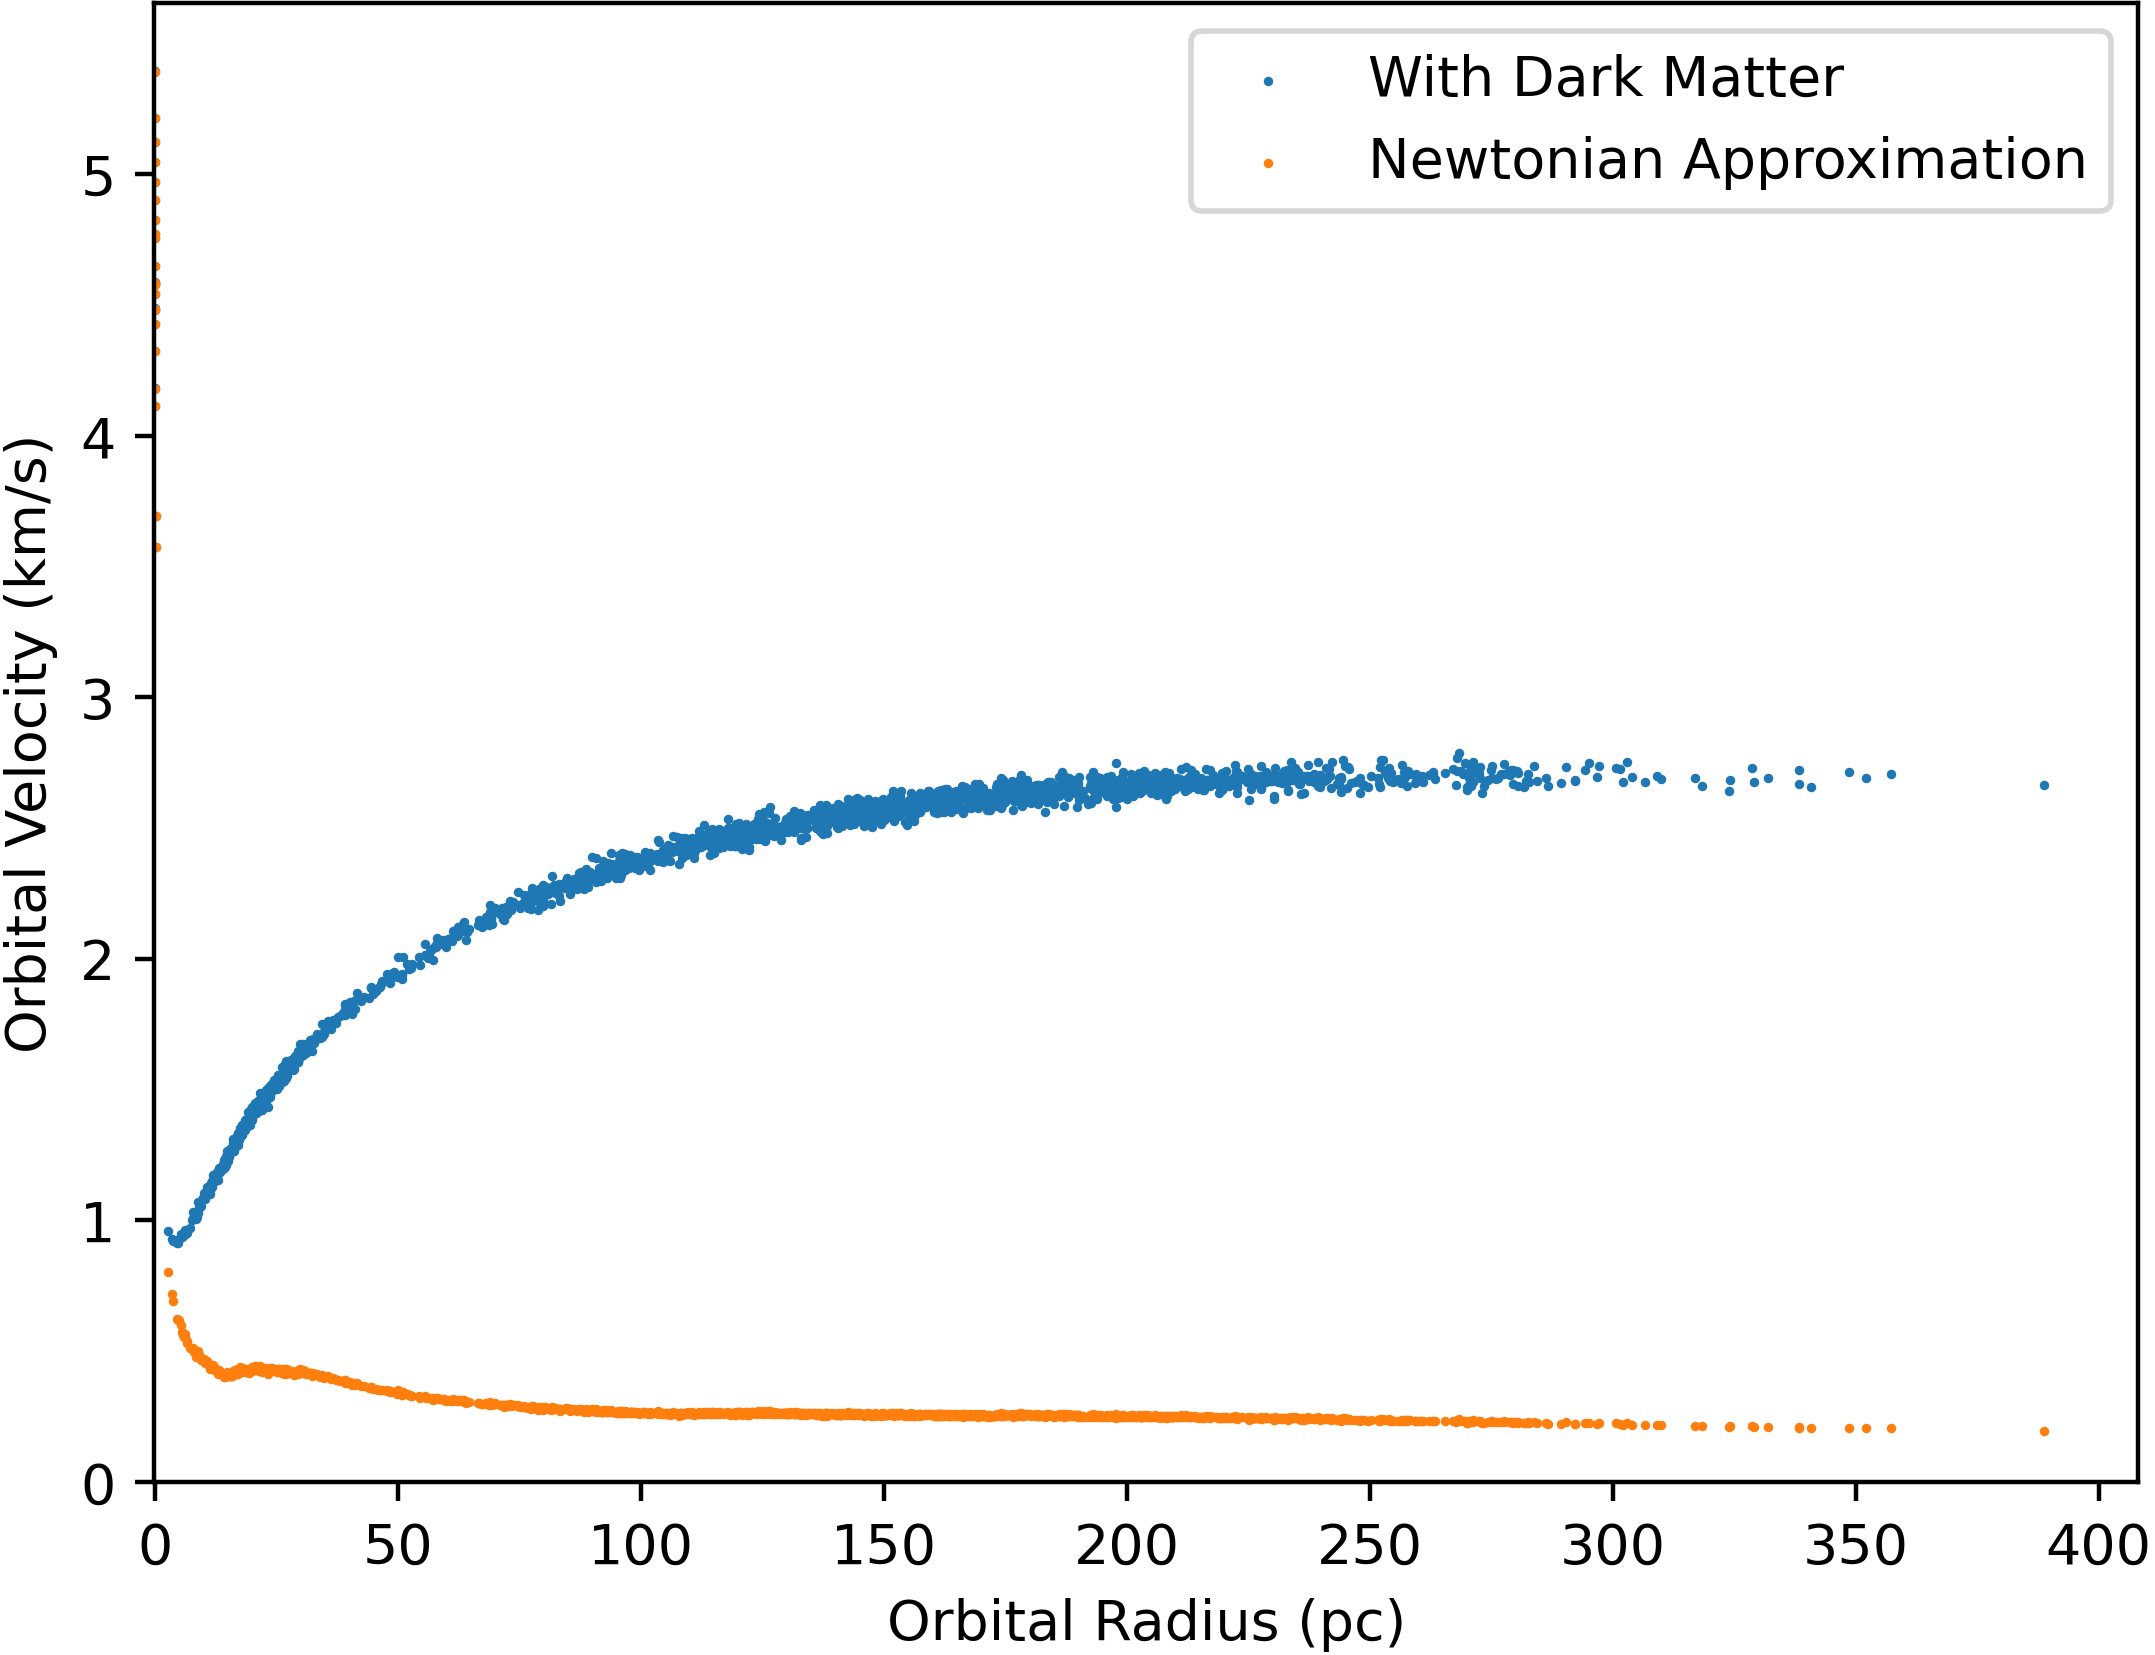 With Dark Matter
Newtonian Approximation
Orbital Velocity (km/s)
5
4
3
2
1
0
0 50 100 150 200 250 300 350 400
Orbital Radius (pc)